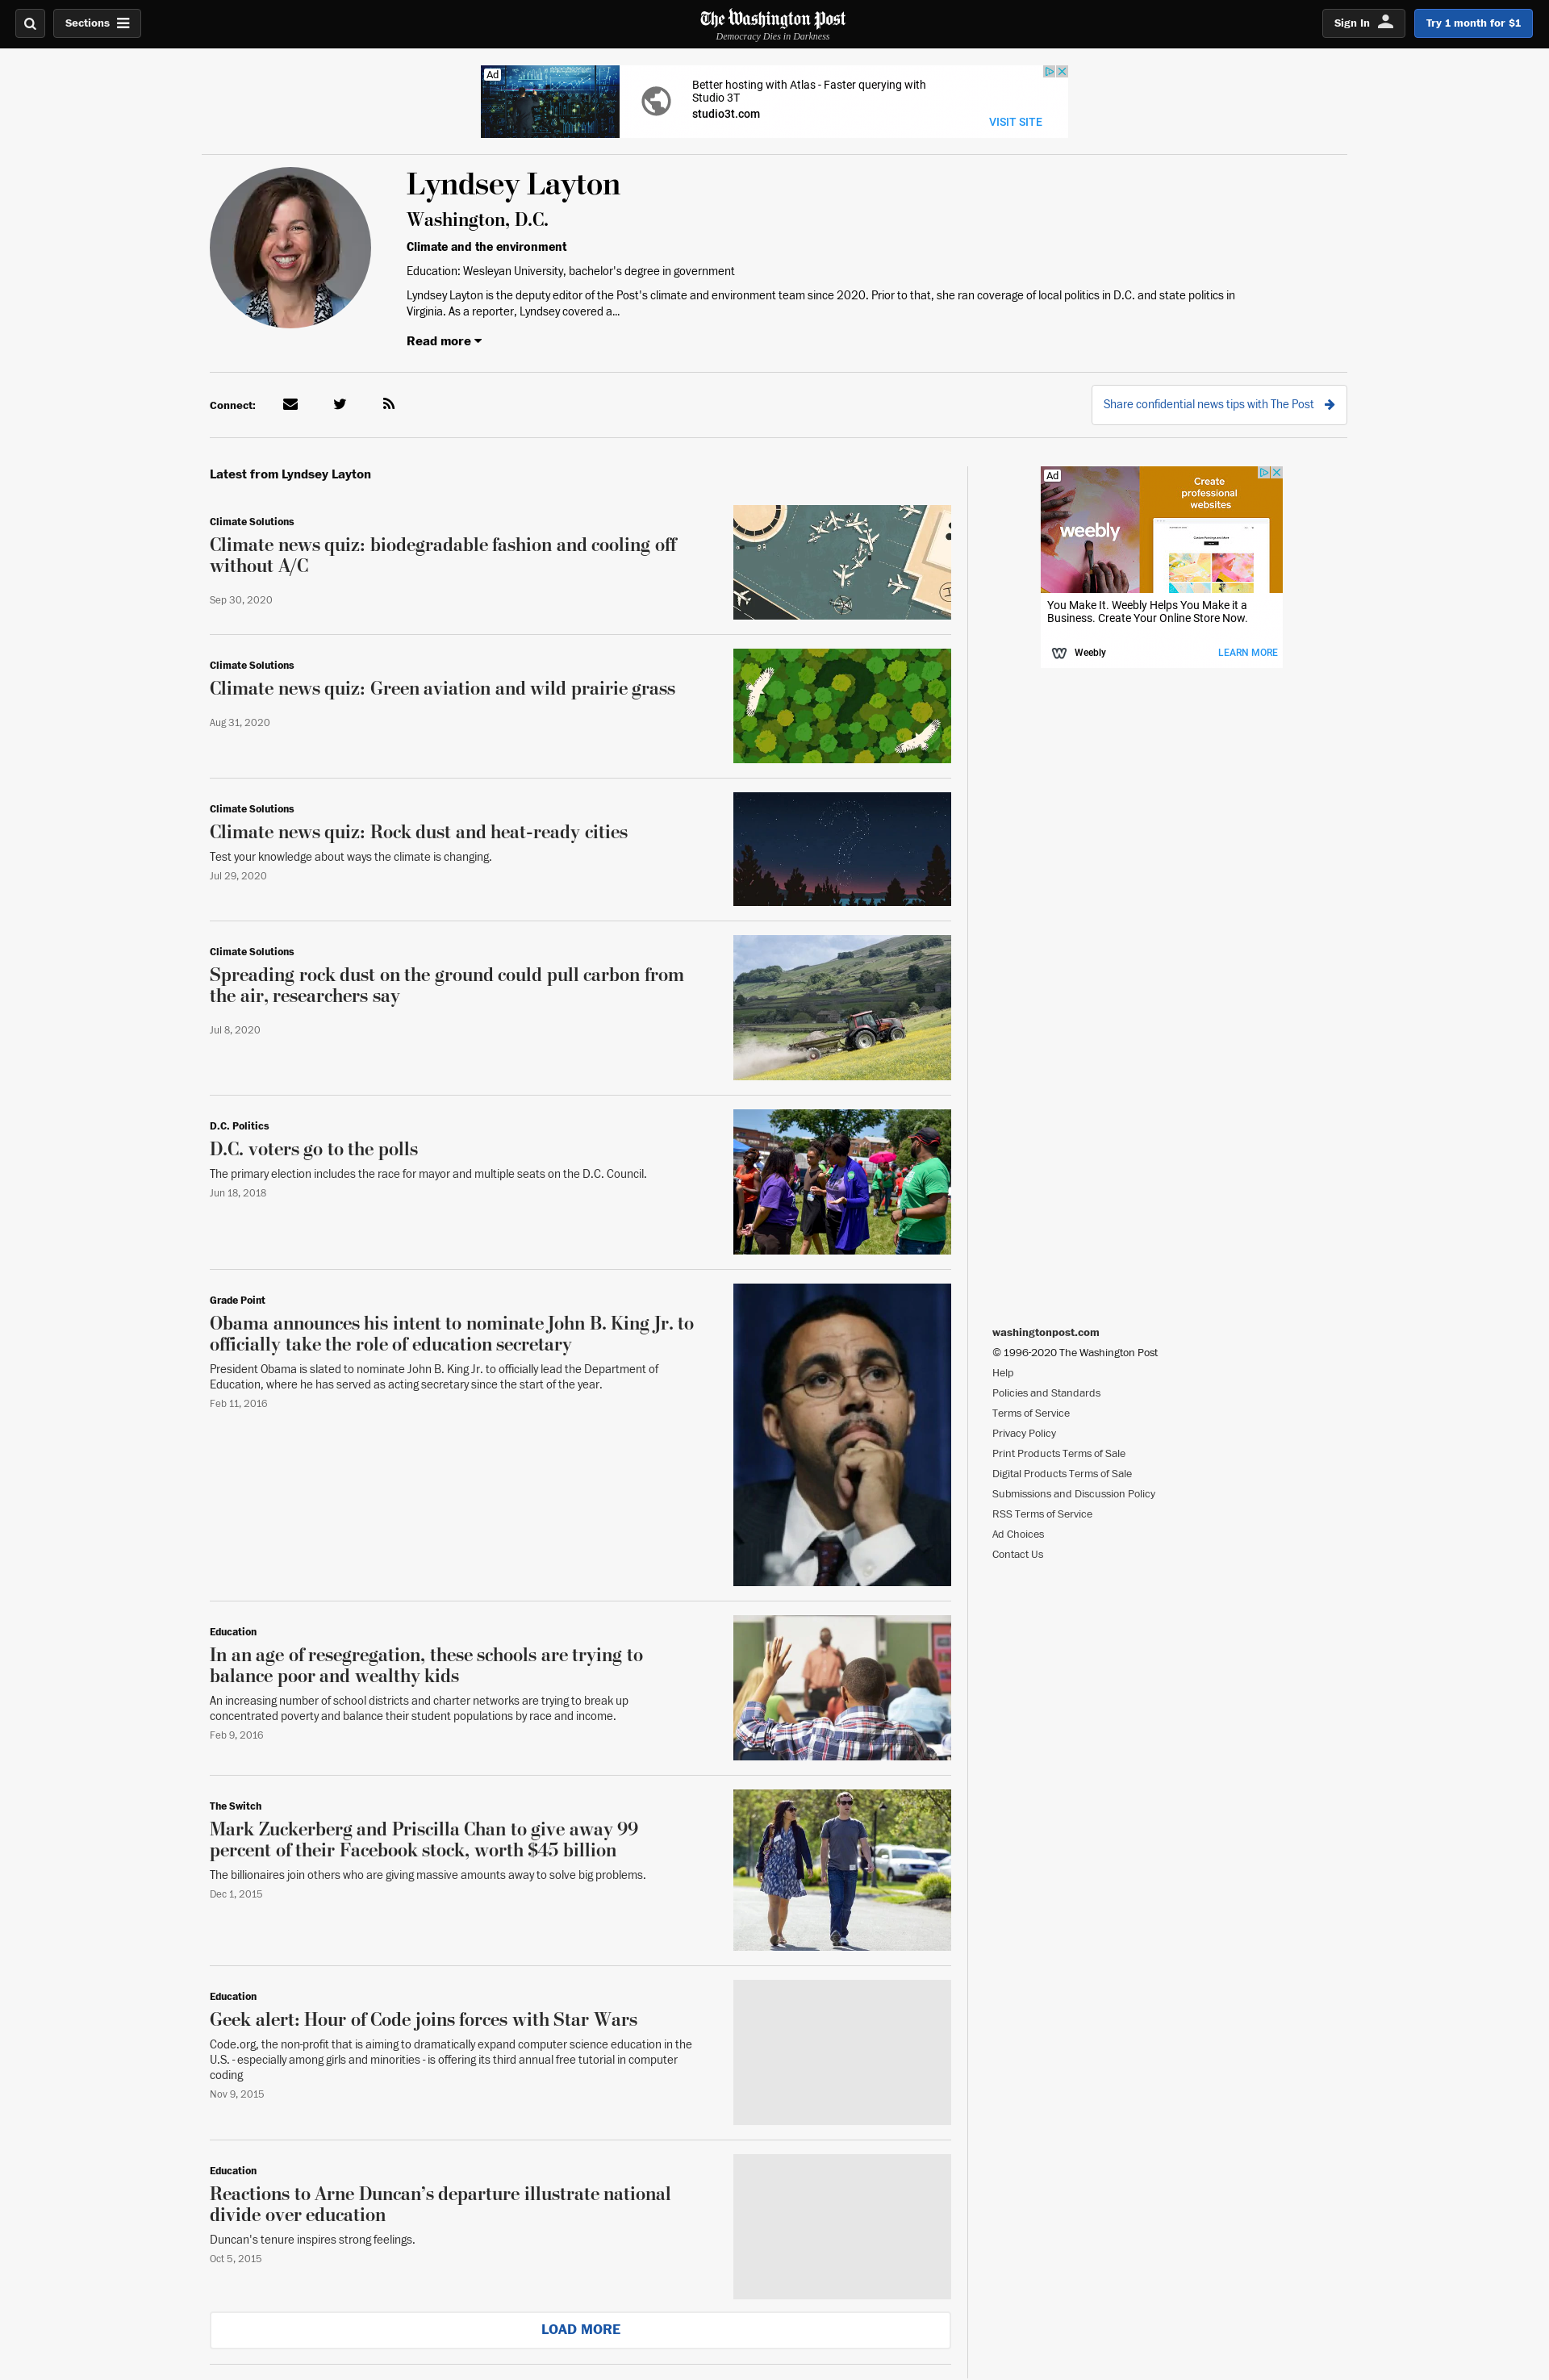 Sections
The Washington Post
Democracy Dies in Darkness
Sign In
Try 1 month for $1
Ad
Better hosting with Atlas - Faster querying with
Studio 3T
studio3t.com
VISIT SITE
Lyndsey Layton
Washington, D.C.
Climate and the environment
Education: Wesleyan University, bachelor's degree in government
Lyndsey Layton is the deputy editor of the Post's climate and environment team since 2020. Prior to that, she ran coverage of local politics in D.C. and state politics in
Virginia. As a reporter, Lyndsey covered a...
Read more
Connect:
Share confidential news tips with The Post
Latest from Lyndsey Layton
Climate Solutions
Climate news quiz: biodegradable fashion and cooling off
without A/C
Sep 30, 2020
Climate Solutions
Climate news quiz: Green aviation and wild prairie grass
Aug 31, 2020
Climate Solutions
Climate news quiz: Rock dust and heat-ready cities
Test your knowledge about ways the climate is changing.
Jul 29, 2020
Climate Solutions
Spreading rock dust on the ground could pull carbon from
the air, researchers say
Jul 8, 2020
D.C. Politics
D.C. voters go to the polls
The primary election includes the race for mayor and multiple seats on the D.C. Council.
Jun 18, 2018
Grade Point
Obama announces his intent to nominate John B. King Jr. to
officially take the role of education secretary
President Obama is slated to nominate John B. King Jr. to officially lead the Department of
Education, where he has served as acting secretary since the start of the year.
Feb 11, 2016
Education
In an age of resegregation, these schools are trying to
balance poor and wealthy kids
An increasing number of school districts and charter networks are trying to break up
concentrated poverty and balance their student populations by race and income.
Feb 9, 2016
The Switch
Mark Zuckerberg and Priscilla Chan to give away 99
percent of their Facebook stock, worth $45 billion
The billionaires join others who are giving massive amounts away to solve big problems.
Dec 1, 2015
Education
Geek alert: Hour of Code joins forces with Star Wars
Code.org, the non-profit that is aiming to dramatically expand computer science education in the
U.S. - especially among girls and minorities - is offering its third annual free tutorial in computer
coding
Nov 9, 2015
Education
Reactions to Arne Duncan’s departure illustrate national
divide over education
Duncan's tenure inspires strong feelings.
Oct 5, 2015
LOAD MORE
Ad
weebly
Create
professional
websites
You Make It. Weebly Helps You Make it a
Business. Create Your Online Store Now.
Weebly
LEARN MORE
washingtonpost.com
© 1996-2020 The Washington Post
Help
Policies and Standards
Terms of Service
Privacy Policy
Print Products Terms of Sale
Digital Products Terms of Sale
Submissions and Discussion Policy
RSS Terms of Service
Ad Choices
Contact Us